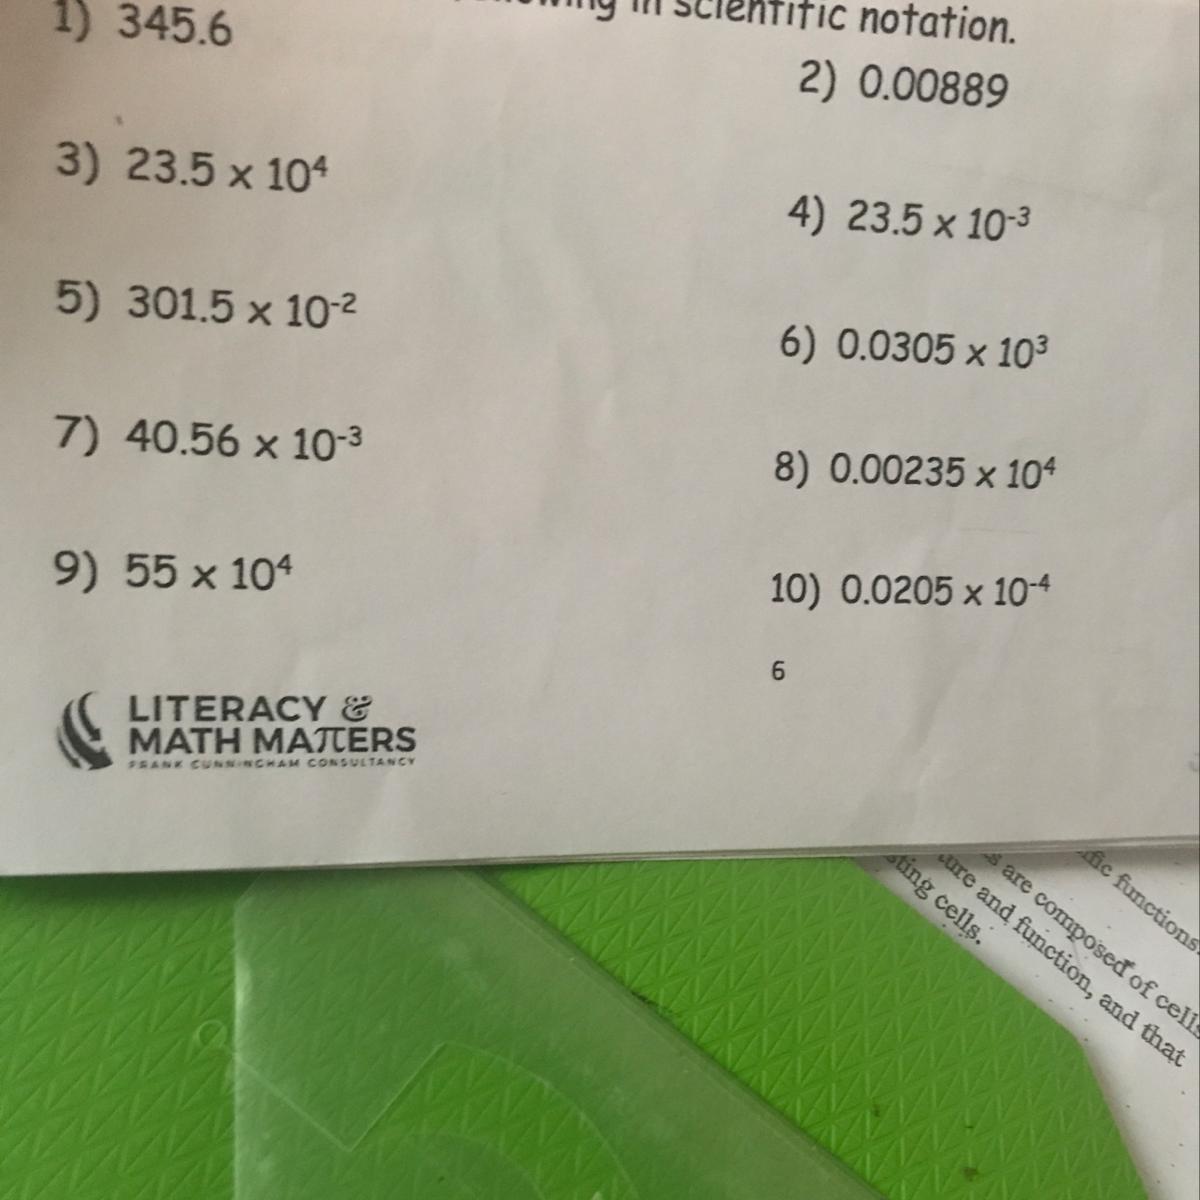 in scientific notation.
1) 345.6
2) 0.00889
3) 23.5 x 10⁴
4) 23.5 x 10⁻³
5) 301.5 x 10⁻²
6) 0.0305 x 10³
7) 40.56 x 10⁻³
8) 0.00235 x 10⁴
9) 55 x 10⁴
10) 0.0205 x 10⁻⁴
6
LITERACY &
MATH MAπERS
FRANK CUNNINGHAM CONSULTANCY
functions.
are composed of cells
and function, and that
cells.